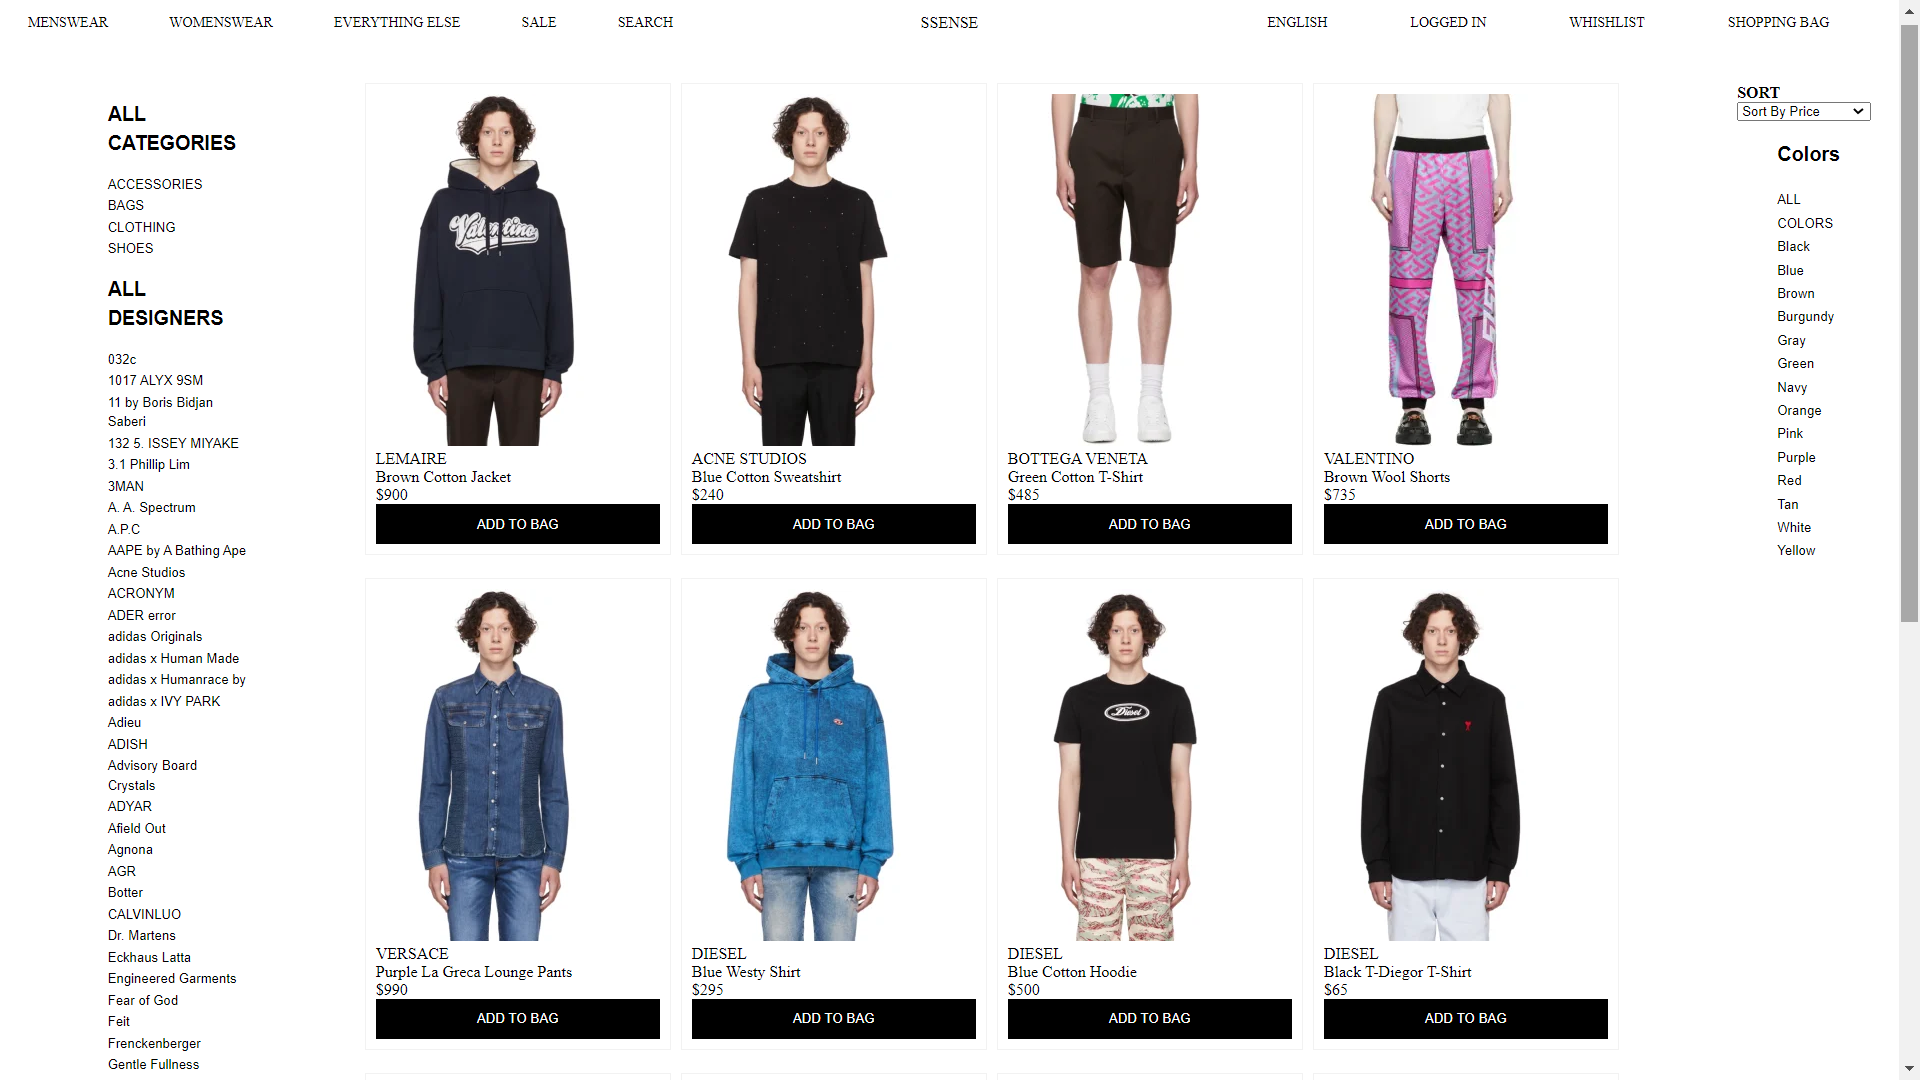 MENSWEAR WOMENSWEAR EVERYTHING ELSE SALE SEARCH SSENSE ENGLISH LOGGED IN WHISHLIST SHOPPING BAG
ALL
CATEGORIES
ACCESSORIES
BAGS
CLOTHING
SHOES
ALL
DESIGNERS
032c
1017 ALYX 9SM
11 by Boris Bidjan
Saberi
132 5. ISSEY MIYAKE
3.1 Phillip Lim
3MAN
A. A. Spectrum
A.P.C
AAPE by A Bathing Ape
Acne Studios
ACRONYM
ADER error
adidas Originals
adidas x Human Made
adidas x Humanrace by
adidas x IVY PARK
Adieu
ADISH
Advisory Board
Crystals
ADYAR
Afield Out
Agnona
AGR
Botter
CALVINLUO
Dr. Martens
Eckhaus Latta
Engineered Garments
Fear of God
Feit
Frenckenberger
Gentle Fullness
Valentino
LEMAIRE
Brown Cotton Jacket
$900
ADD TO BAG
ACNE STUDIOS
Blue Cotton Sweatshirt
$240
ADD TO BAG
BOTTEGA VENETA
Green Cotton T-Shirt
$485
ADD TO BAG
VALENTINO
Brown Wool Shorts
$735
ADD TO BAG
VERSACE
Purple La Greca Lounge Pants
$990
ADD TO BAG
DIESEL
Blue Westy Shirt
$295
ADD TO BAG
Diesel
DIESEL
Blue Cotton Hoodie
$500
ADD TO BAG
DIESEL
Black T-Diegor T-Shirt
$65
ADD TO BAG
SORT
Sort By Price
Colors
ALL
COLORS
Black
Blue
Brown
Burgundy
Gray
Green
Navy
Orange
Pink
Purple
Red
Tan
White
Yellow